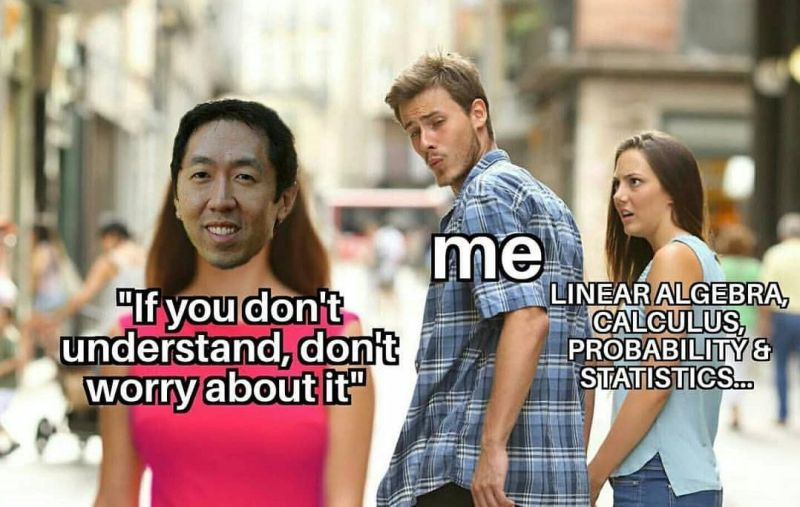 "If you don't
understand, don't
worry about it"
me
LINEAR ALGEBRA,
CALCULUS,
PROBABILITY &
STATISTICS...